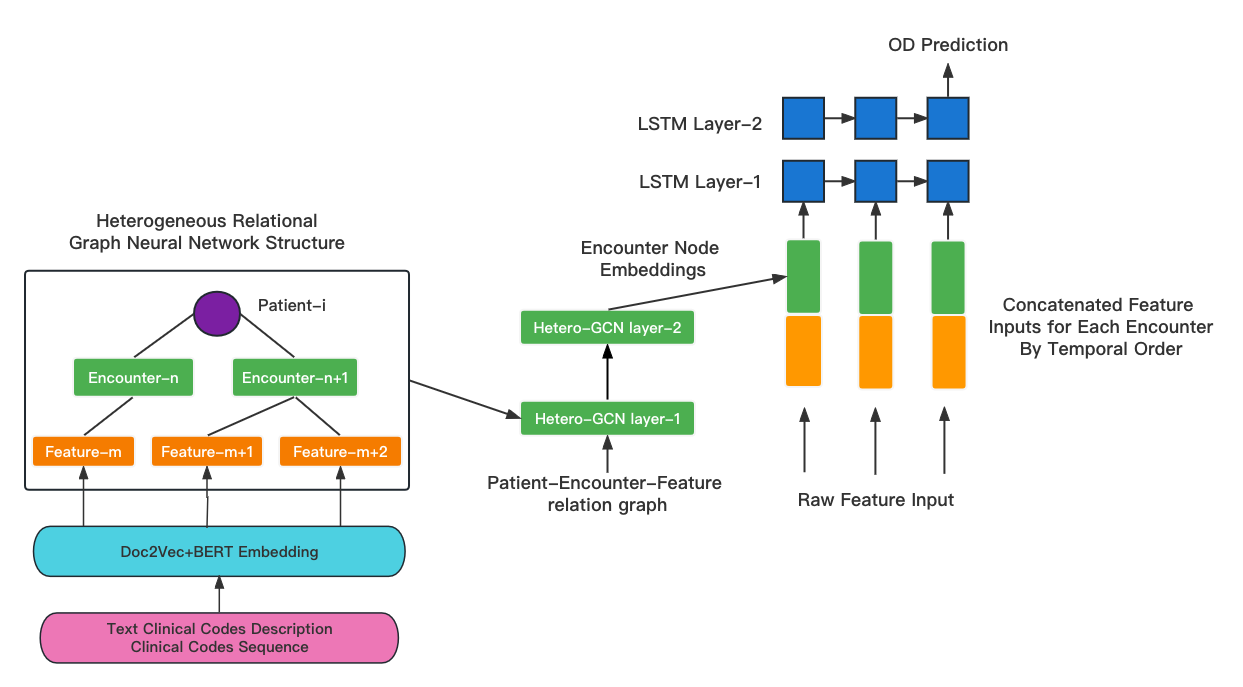 OD Prediction
LSTM Layer-2
LSTM Layer-1
Heterogeneous Relational
Graph Neural Network Structure
Patient-i
Encounter-n
Encounter-n+1
Feature-m
Feature-m+1
Feature-m+2
Doc2Vec+BERT Embedding
Text Clinical Codes Description
Clinical Codes Sequence
Encounter Node
Embeddings
Hetero-GCN layer-2
Hetero-GCN layer-1
Patient-Encounter-Feature
relation graph
Concatenated Feature
Inputs for Each Encounter
By Temporal Order
Raw Feature Input